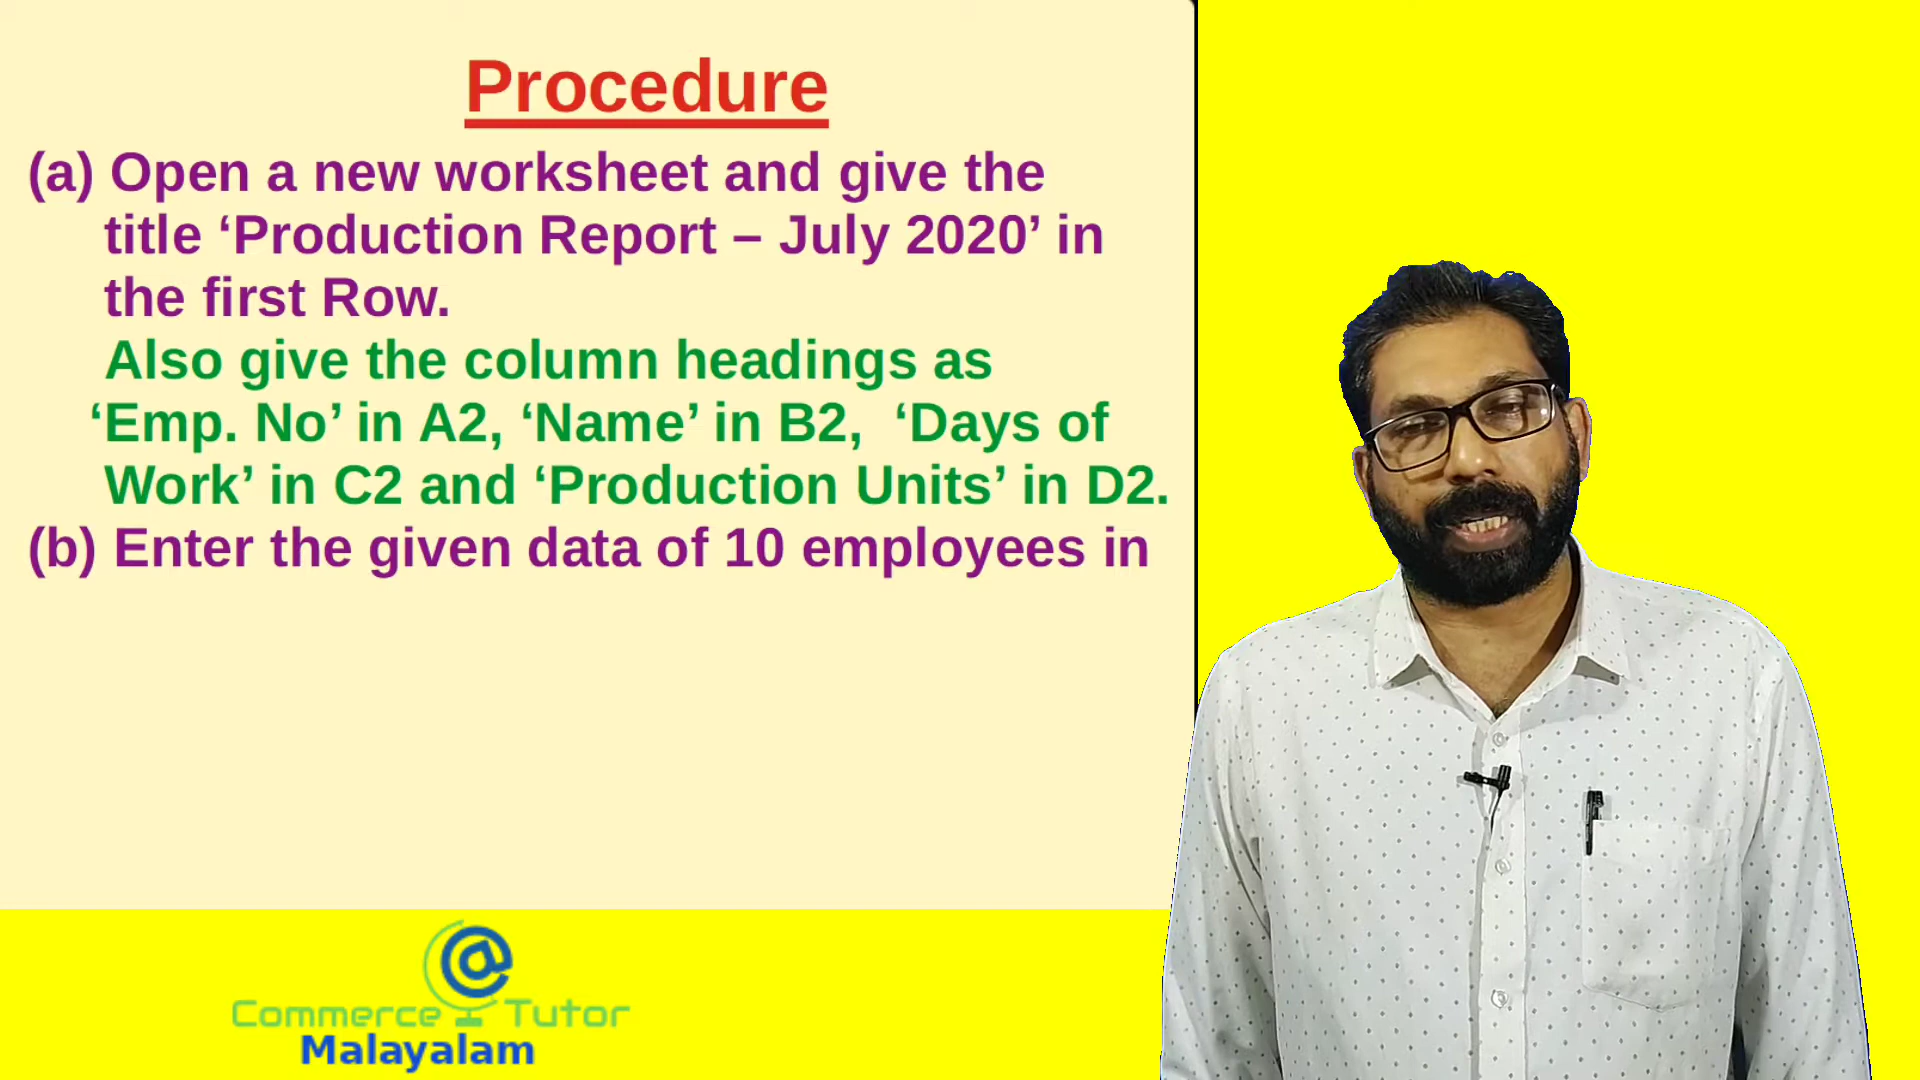 Procedure
(a) Open a new worksheet and give the
title ‘Production Report – July 2020’ in
the first Row.
Also give the column headings as
‘Emp. No’ in A2, ‘Name’ in B2, ‘Days of
Work’ in C2 and ‘Production Units’ in D2.
(b) Enter the given data of 10 employees in
@
Commerce Tutor
Malayalam